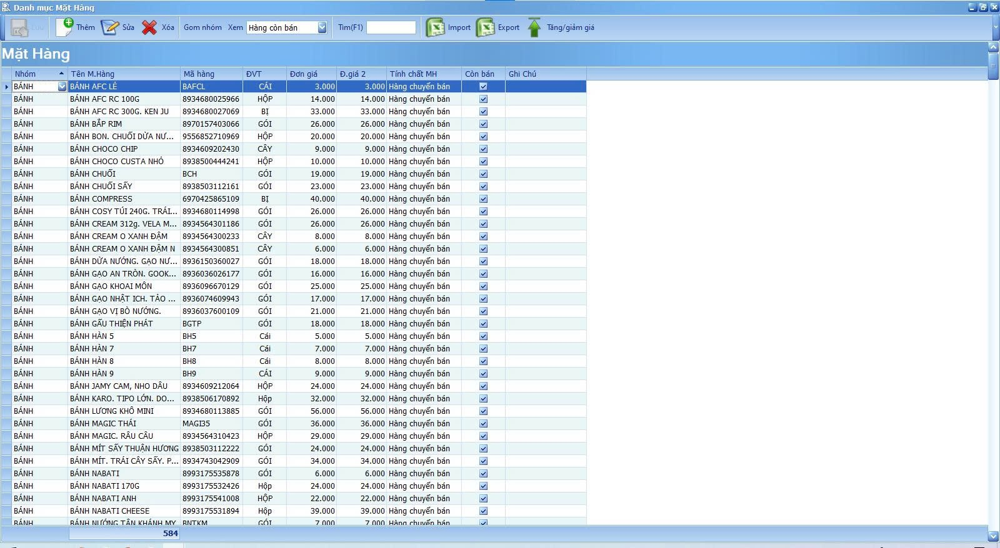 Danh mục Mặt Hàng
Lưu Thêm Sửa Xóa Gom nhóm Xem Hàng còn bán Tìm(F1) Import Export Tăng/giảm giá
Mặt Hàng
Nhóm Tên M.Hàng Mã hàng ĐVT Đơn giá Đ.giá 2 Tính chất MH Còn bán Ghi Chú
BÁNH BÁNH AFC LẺ BAFCL CÁI 3.000 3.000 Hàng chuyển bán
BÁNH BÁNH AFC RC 100G 8934680025966 HỘP 14.000 14.000 Hàng chuyển bán
BÁNH BÁNH AFC RC 300G. KEN JU 8934680027069 BỊ 33.000 33.000 Hàng chuyển bán
BÁNH BÁNH BẮP RIM 8970157403066 GÓI 26.000 26.000 Hàng chuyển bán
BÁNH BÁNH BON. CHUỐI DỪA NƯ... 9556852710969 HỘP 20.000 20.000 Hàng chuyển bán
BÁNH BÁNH CHOCO CHIP 8934609202430 CÂY 9.000 9.000 Hàng chuyển bán
BÁNH BÁNH CHOCO CUSTA NHỎ 8938500444241 HỘP 10.000 10.000 Hàng chuyển bán
BÁNH BÁNH CHUỐI BCH GÓI 19.000 19.000 Hàng chuyển bán
BÁNH BÁNH CHUỐI SẤY 8938503112161 GÓI 23.000 23.000 Hàng chuyển bán
BÁNH BÁNH COMPRESS 6970425865109 BỊ 40.000 40.000 Hàng chuyển bán
BÁNH BÁNH COSY TÚI 240G. TRÁI... 8934680114998 GÓI 26.000 26.000 Hàng chuyển bán
BÁNH BÁNH CREAM 312g. VELA M... 8934564301186 GÓI 26.000 26.000 Hàng chuyển bán
BÁNH BÁNH CREAM O XANH ĐẬM 8934564300233 CÂY 8.000 8.000 Hàng chuyển bán
BÁNH BÁNH CREAM O XANH ĐẬM N 8934564300851 CÂY 6.000 6.000 Hàng chuyển bán
BÁNH BÁNH DỪA NƯỚNG. GẠO NƯ... 8936150360027 GÓI 18.000 18.000 Hàng chuyển bán
BÁNH BÁNH GẠO AN TRÒN. GOOK... 8936036026177 GÓI 16.000 16.000 Hàng chuyển bán
BÁNH BÁNH GẠO KHOAI MÔN 8936096670129 GÓI 25.000 25.000 Hàng chuyển bán
BÁNH BÁNH GẠO NHẬT ICH. TẢO ... 8936074609943 GÓI 17.000 17.000 Hàng chuyển bán
BÁNH BÁNH GẠO VỊ BÒ NƯỚNG. 8936037600109 GÓI 21.000 21.000 Hàng chuyển bán
BÁNH BÁNH GẤU THIỆN PHÁT BGTP GÓI 18.000 18.000 Hàng chuyển bán
BÁNH BÁNH HÀN 5 BH5 Cái 5.000 5.000 Hàng chuyển bán
BÁNH BÁNH HÀN 7 BH7 Cái 7.000 7.000 Hàng chuyển bán
BÁNH BÁNH HÀN 8 BH8 Cái 8.000 8.000 Hàng chuyển bán
BÁNH BÁNH HÀN 9 BH9 CÁI 9.000 9.000 Hàng chuyển bán
BÁNH BÁNH JAMY CAM, NHO DÂU 8934609212064 HỘP 24.000 24.000 Hàng chuyển bán
BÁNH BÁNH KARO. TIPO LỚN. DO... 8938506170892 Hộp 32.000 32.000 Hàng chuyển bán
BÁNH BÁNH LƯƠNG KHÔ MINI 8934680113885 GÓI 56.000 56.000 Hàng chuyển bán
BÁNH BÁNH MAGIC THÁI MAGI35 GÓI 36.000 36.000 Hàng chuyển bán
BÁNH BÁNH MAGIC. RÂU CÂU 8934564310423 HỘP 29.000 29.000 Hàng chuyển bán
BÁNH BÁNH MÍT SẤY THUẬN HƯƠNG 8938503112222 GÓI 24.000 24.000 Hàng chuyển bán
BÁNH BÁNH MÍT. TRÁI CÂY SẤY. P... 8934743042909 GÓI 34.000 34.000 Hàng chuyển bán
BÁNH BÁNH NABATI 8993175535878 GÓI 6.000 6.000 Hàng chuyển bán
BÁNH BÁNH NABATI 170G 8993175532426 Hộp 24.000 24.000 Hàng chuyển bán
BÁNH BÁNH NABATI ANH 8993175541008 HỘP 22.000 22.000 Hàng chuyển bán
BÁNH BÁNH NABATI CHEESE 8993175531894 Hộp 39.000 39.000 Hàng chuyển bán
BÁNH BÁNH NƯỚNG TÂN KHÁNH MY BNTKM GÓI 7.000 7.000 Hàng chuyển bán
584